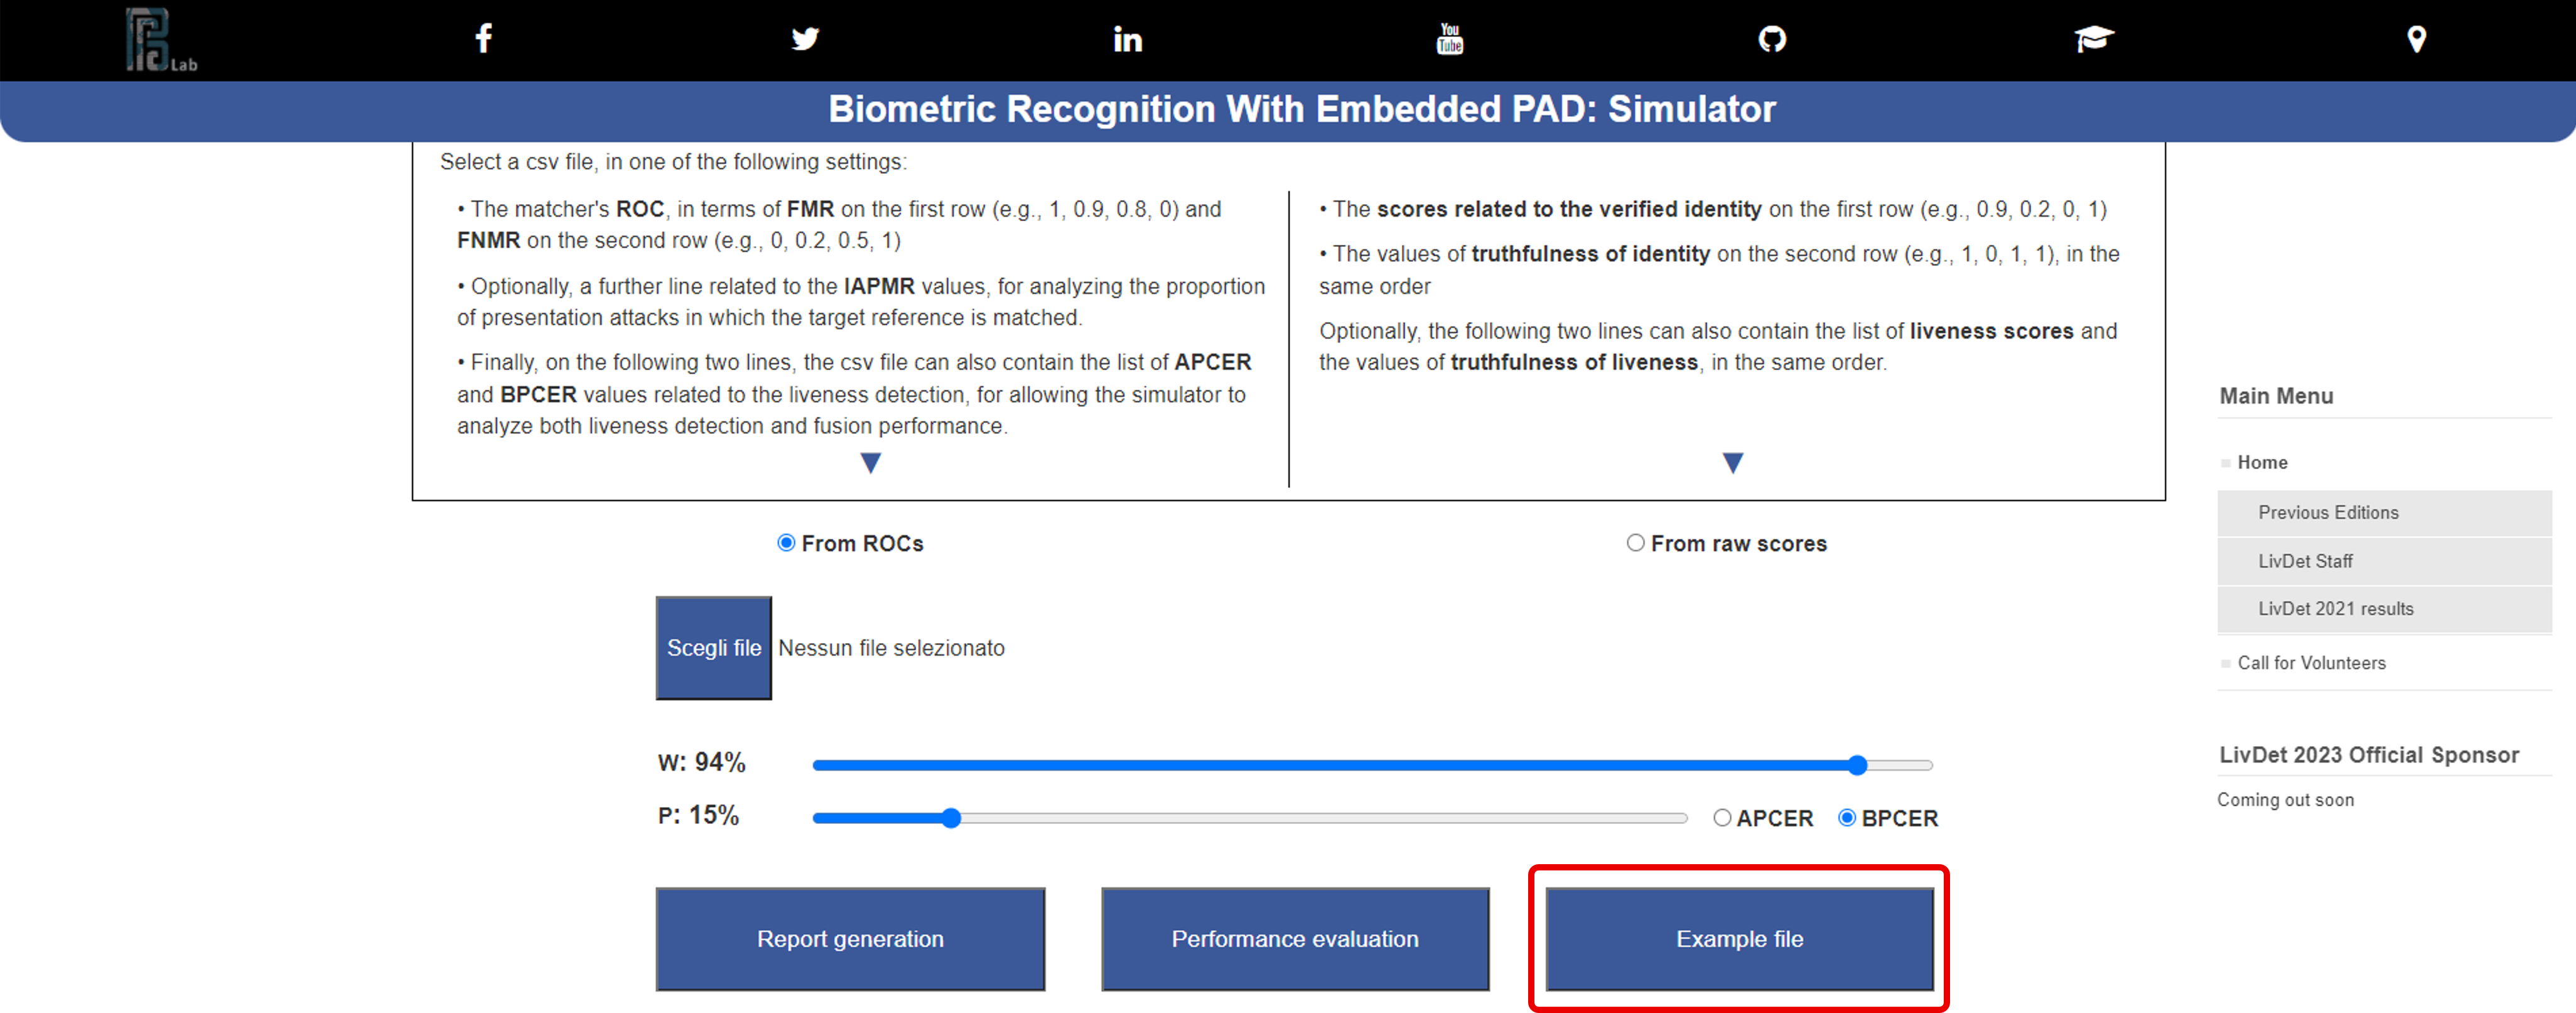 Lab
You
Tube
Biometric Recognition With Embedded PAD: Simulator
Select a csv file, in one of the following settings:
• The matcher's ROC, in terms of FMR on the first row (e.g., 1, 0.9, 0.8, 0) and
FNMR on the second row (e.g., 0, 0.2, 0.5, 1)
• Optionally, a further line related to the IAPMR values, for analyzing the proportion
of presentation attacks in which the target reference is matched.
• Finally, on the following two lines, the csv file can also contain the list of APCER
and BPCER values related to the liveness detection, for allowing the simulator to
analyze both liveness detection and fusion performance.
• The scores related to the verified identity on the first row (e.g., 0.9, 0.2, 0, 1)
• The values of truthfulness of identity on the second row (e.g., 1, 0, 1, 1), in the
same order
Optionally, the following two lines can also contain the list of liveness scores and
the values of truthfulness of liveness, in the same order.
From ROCs
From raw scores
Scegli file Nessun file selezionato
W: 94%
P: 15%
APCER BPCER
Report generation
Performance evaluation
Example file
Main Menu
Home
Previous Editions
LivDet Staff
LivDet 2021 results
Call for Volunteers
LivDet 2023 Official Sponsor
Coming out soon